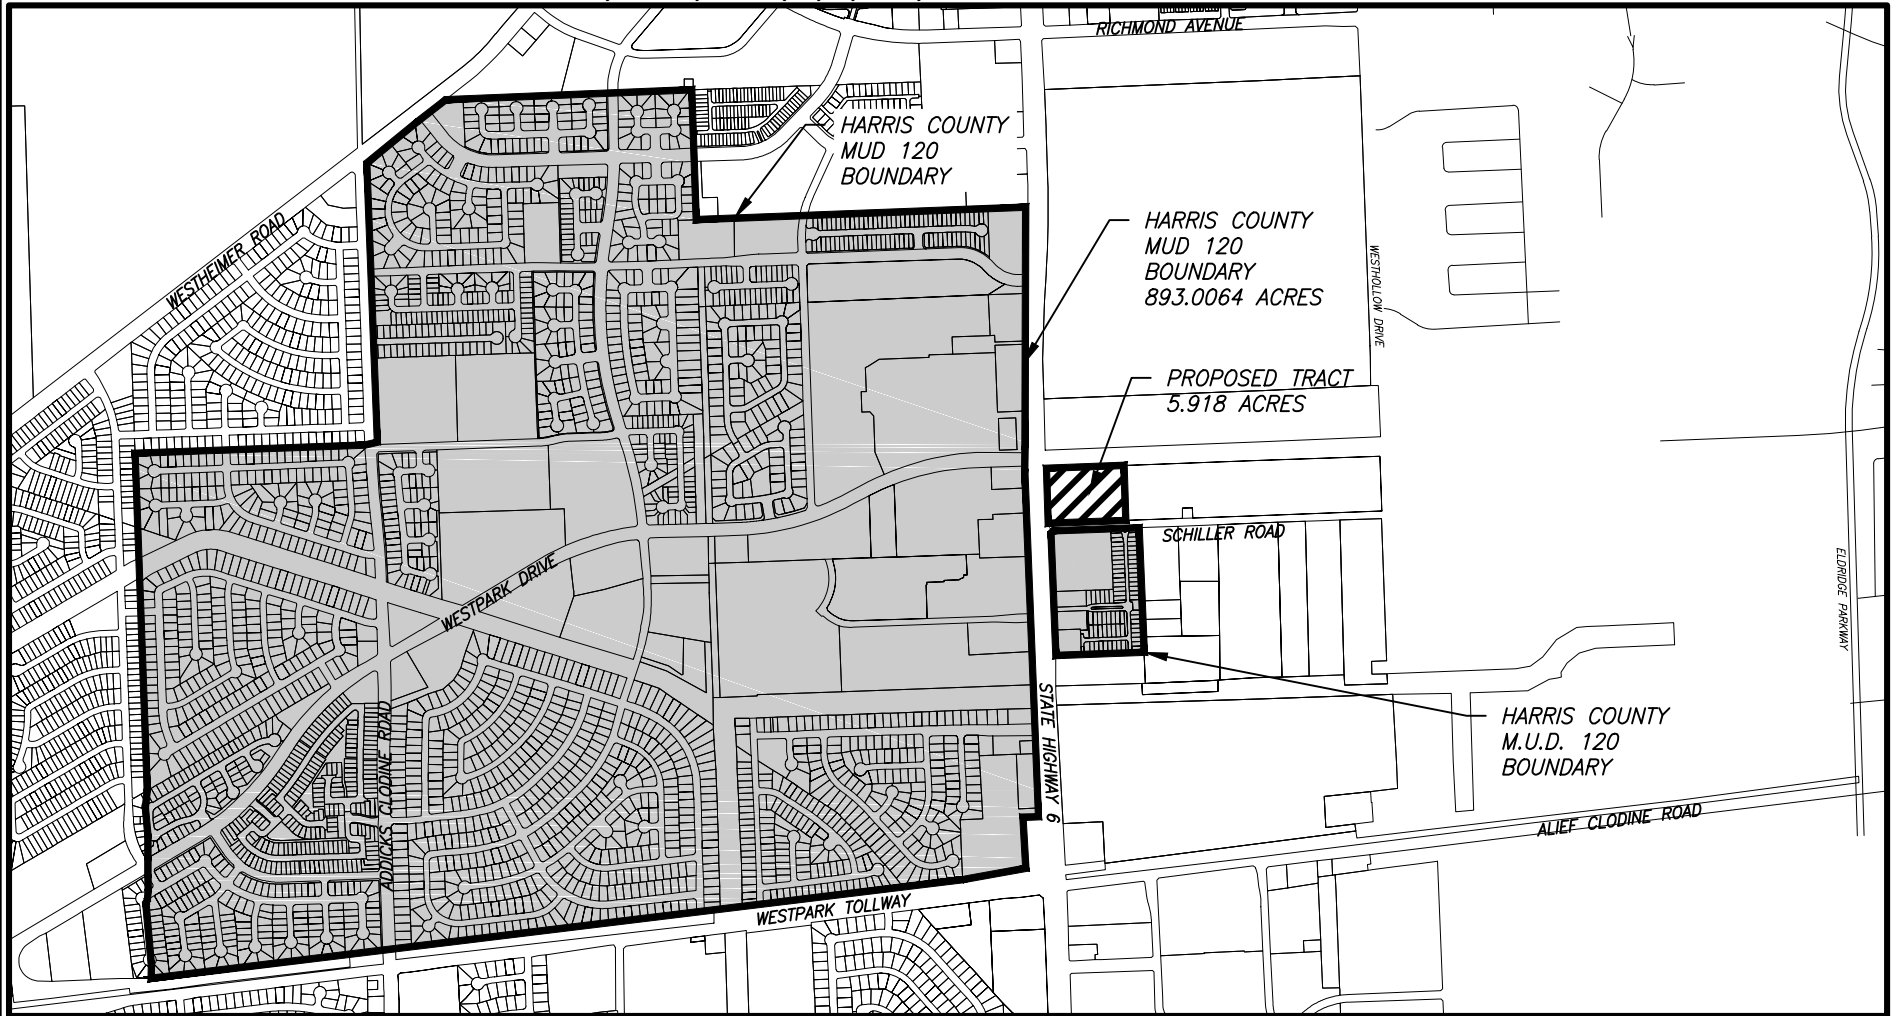 RICHMOND AVENUE
HARRIS COUNTY
MUD 120
BOUNDARY
HARRIS COUNTY
MUD 120
BOUNDARY
893.0064 ACRES
WESTHEIMER ROAD
WESTHOLLOW DRIVE
PROPOSED TRACT
5.918 ACRES
SCHILLER ROAD
WESTPARK DRIVE
ELDRIDGE PARKWAY
STATE HIGHWAY 6
ADDICKS CLODINE ROAD
HARRIS COUNTY
M.U.D. 120
BOUNDARY
ALIEF CLODINE ROAD
WESTPARK TOLLWAY